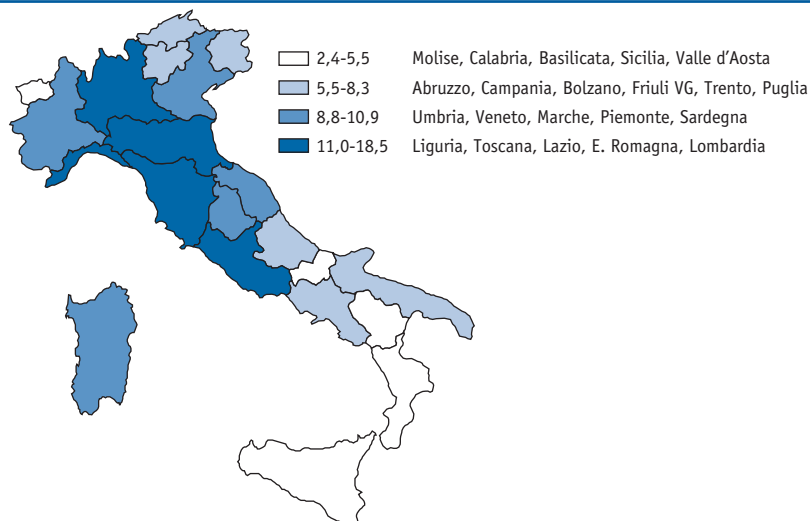 2,4-5,5 Molise, Calabria, Basilicata, Sicilia, Valle d’Aosta
5,5-8,3 Abruzzo, Campania, Bolzano, Friuli VG, Trento, Puglia
8,8-10,9 Umbria, Veneto, Marche, Piemonte, Sardegna
11,0-18,5 Liguria, Toscana, Lazio, E. Romagna, Lombardia